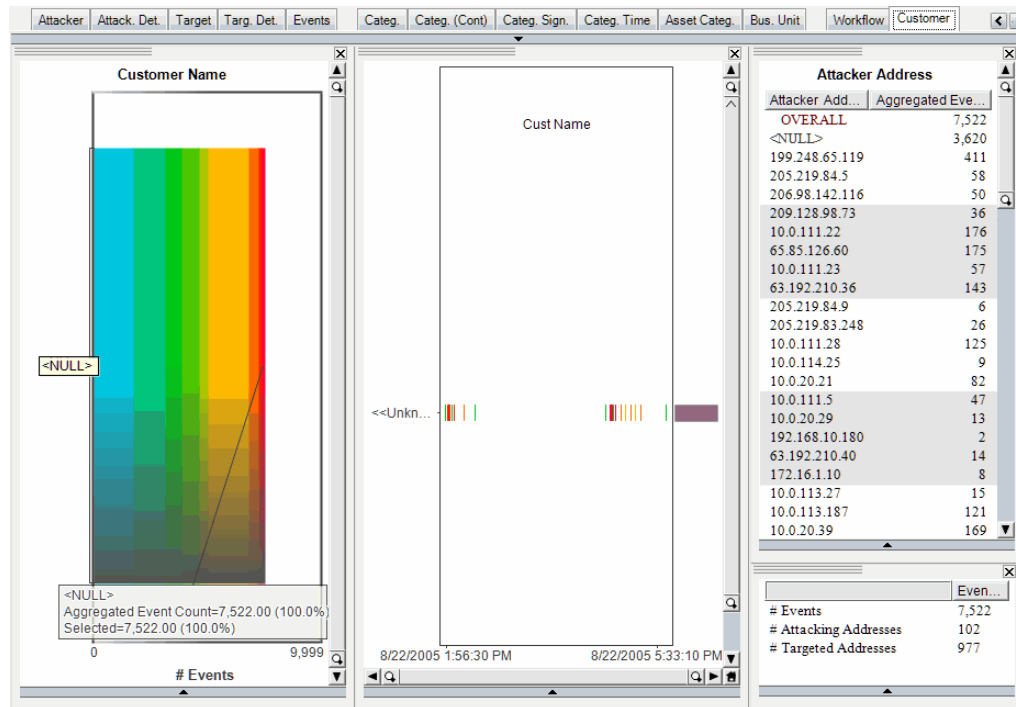 Attacker Attack. Det. Target Targ. Det. Events Categ. Categ. (Cont) Categ. Sign. Categ. Time Asset Categ. Bus. Unit Workflow Customer
Customer Name
<NULL>
<NULL>
Aggregated Event Count=7,522.00 (100.0%)
Selected=7,522.00 (100.0%)
0 9,999
# Events
Cust Name
<<Unkn...
8/22/2005 1:56:30 PM 8/22/2005 5:33:10 PM
Attacker Address
Attacker Add... Aggregated Eve...
OVERALL 7,522
<NULL> 3,620
199.248.65.119 411
205.219.84.5 58
206.98.142.116 50
209.128.98.73 36
10.0.111.22 176
65.85.126.60 175
10.0.111.23 57
63.192.210.36 143
205.219.84.9 6
205.219.83.248 26
10.0.111.28 125
10.0.114.25 9
10.0.20.21 82
10.0.111.5 47
10.0.20.29 13
192.168.10.180 2
63.192.210.40 14
172.16.1.10 8
10.0.113.27 15
10.0.113.187 121
10.0.20.39 169
Even...
# Events 7,522
# Attacking Addresses 102
# Targeted Addresses 977